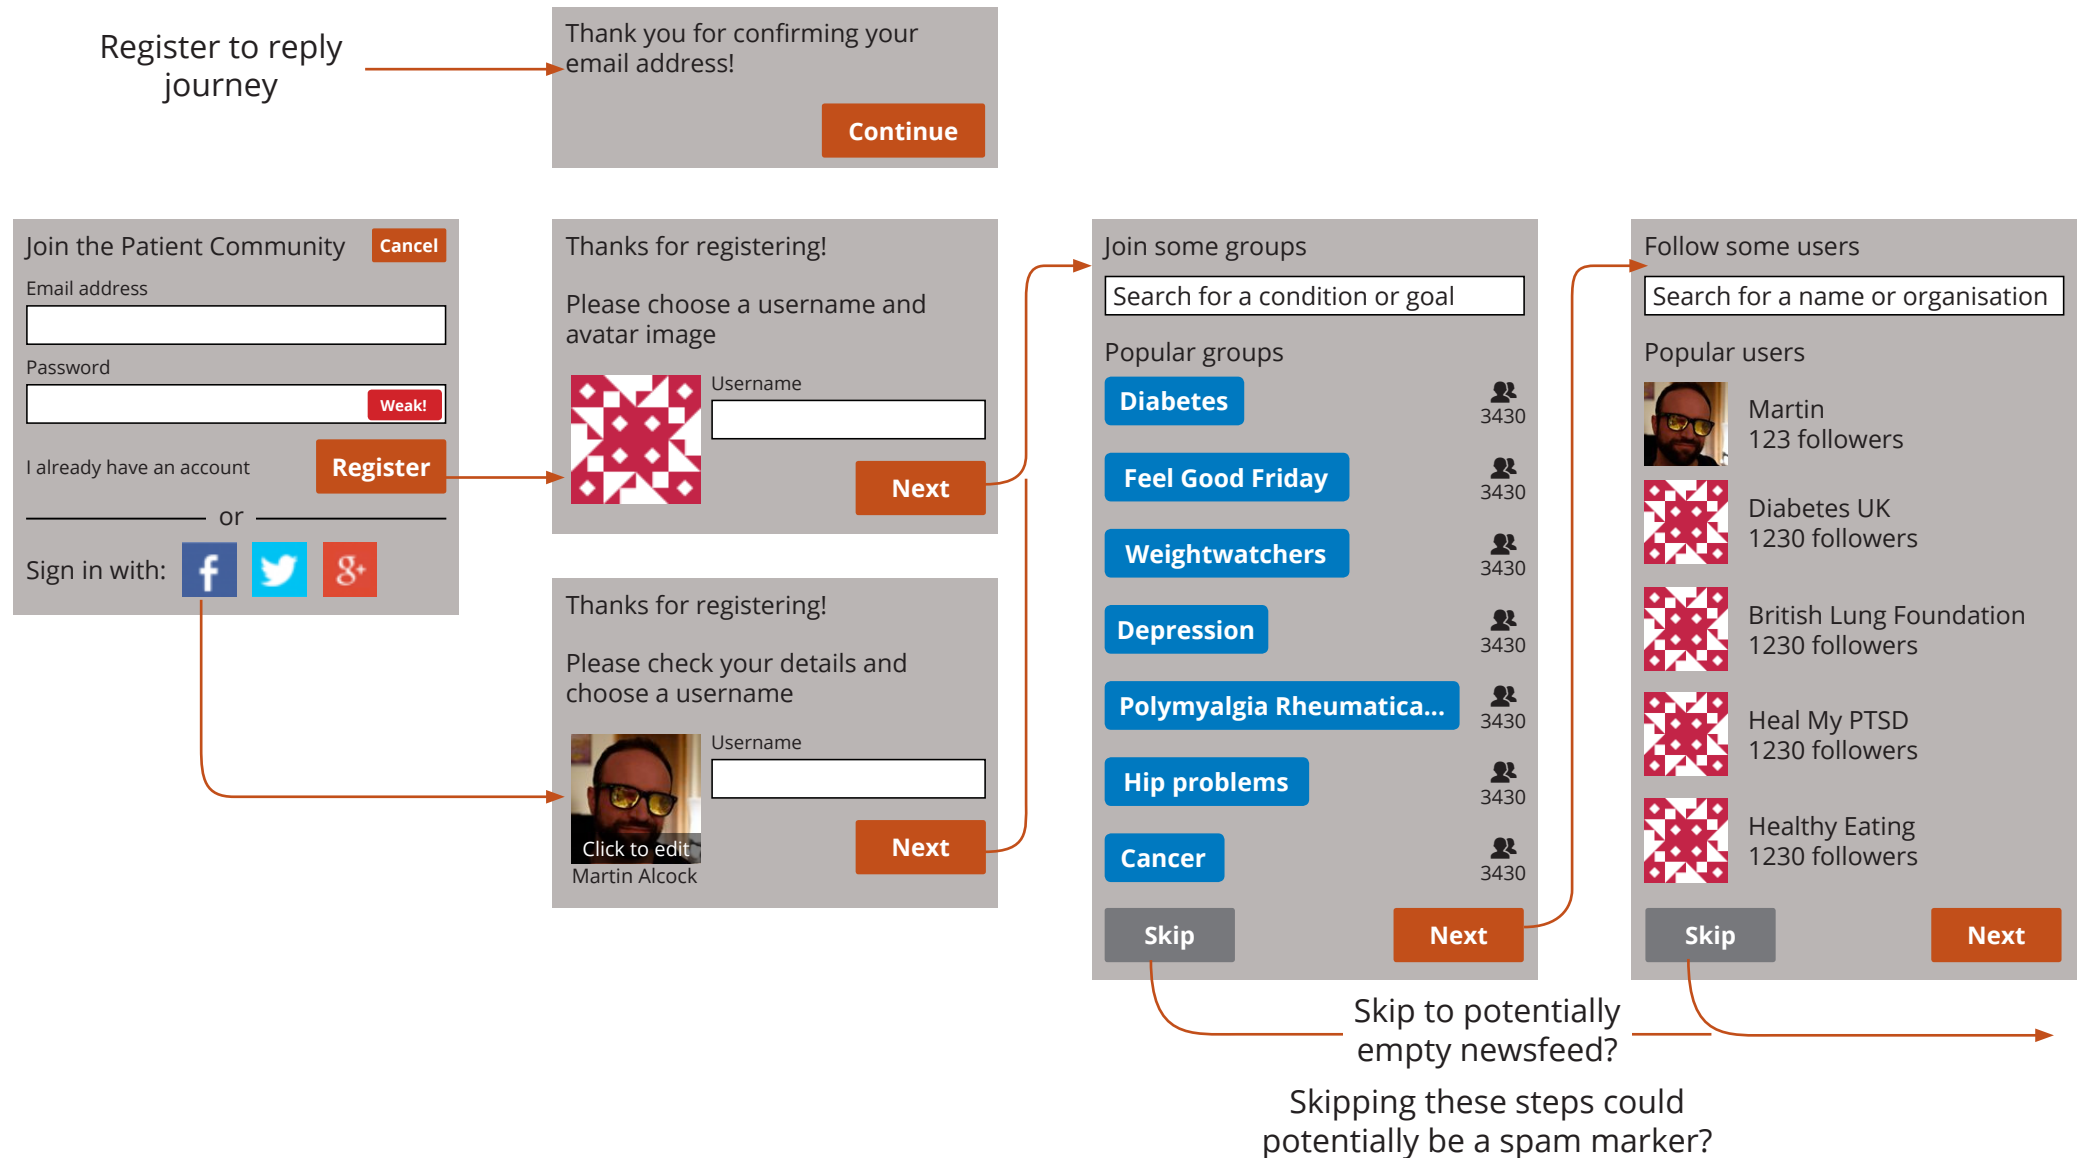 Register to reply
journey
Thank you for confirming your
email address!
Continue
Join the Patient Community
Cancel
Email address
Password
Weak!
I already have an account
Register
or
Sign in with:
f
8+
Thanks for registering!
Please choose a username and
avatar image
Username
Next
Thanks for registering!
Please check your details and
choose a username
Username
Click to edit
Martin Alcock
Next
Join some groups
Search for a condition or goal
Popular groups
Diabetes
3430
Feel Good Friday
3430
Weightwatchers
3430
Depression
3430
Polymyalgia Rheumatica...
3430
Hip problems
3430
Cancer
3430
Skip
Next
Follow some users
Search for a name or organisation
Popular users
Martin
123 followers
Diabetes UK
1230 followers
British Lung Foundation
1230 followers
Heal My PTSD
1230 followers
Healthy Eating
1230 followers
Skip
Next
Skip to potentially
empty newsfeed?
Skipping these steps could
potentially be a spam marker?